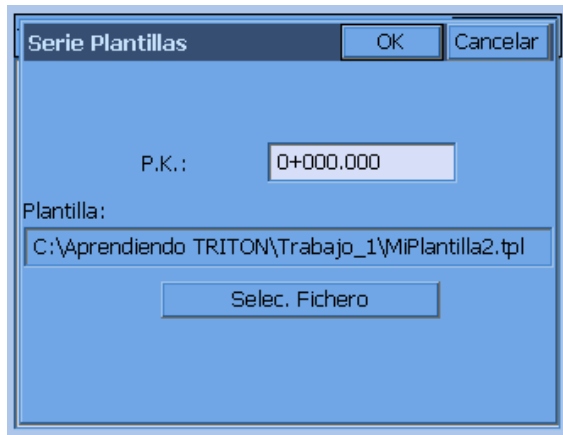 Serie Plantillas OK Cancelar
P.K.: 0+000.000
Plantilla:
C:\Aprendiendo TRITON\Trabajo_1\MiPlantilla2.tpl
Selec. Fichero